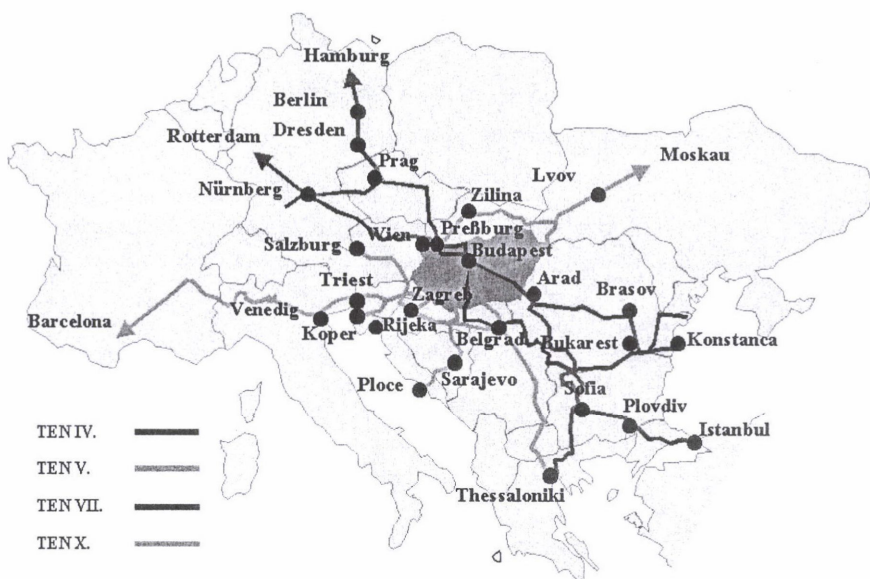 Hamburg
Berlin
Dresden
Rotterdam
Prag
Nürnberg
Lvov
Moskau
Zilina
Wien
Preßburg
Salzburg
Budapest
Triest
Arad
Zagreb
Brasov
Venedig
Barcelona
Koper
Rijeka
Belgrad
Bukarest
Konstanca
Ploce
Sarajevo
Sofia
Plovdiv
Istanbul
Thessaloniki
TEN IV.
TEN V.
TEN VII.
TEN X.